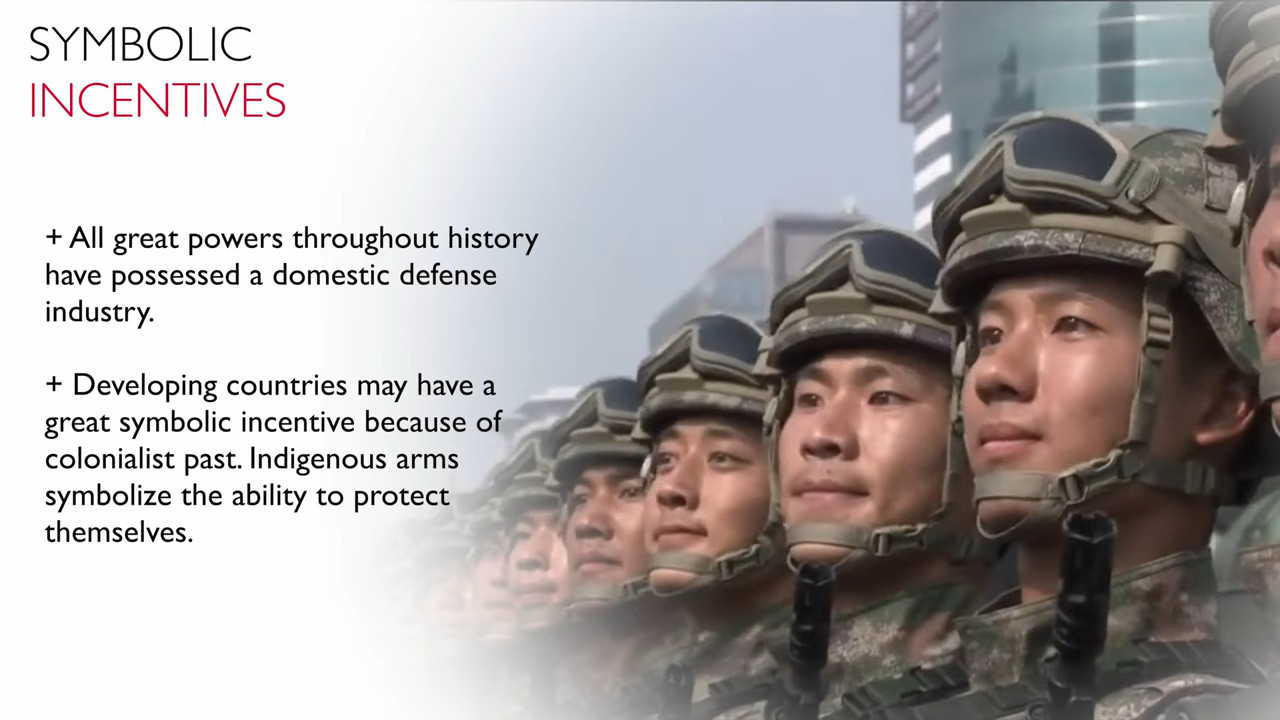 SYMBOLIC
INCENTIVES
+ All great powers throughout history
have possessed a domestic defense
industry.
+ Developing countries may have a
great symbolic incentive because of
colonialist past. Indigenous arms
symbolize the ability to protect
themselves.